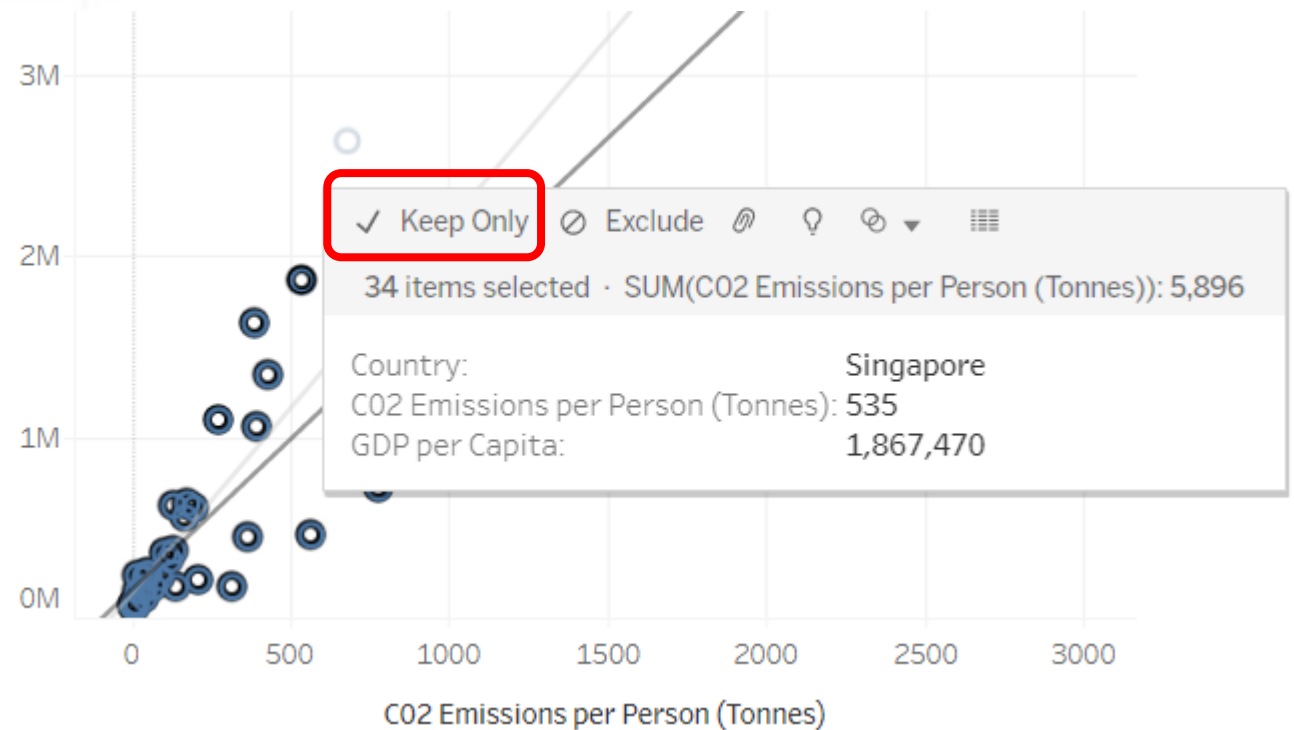 3M
2M
1M
0M
Keep Only Exclude
34 items selected · SUM(C02 Emissions per Person (Tonnes)): 5,896
Country: Singapore
C02 Emissions per Person (Tonnes): 535
GDP per Capita: 1,867,470
0 500 1000 1500 2000 2500 3000
C02 Emissions per Person (Tonnes)